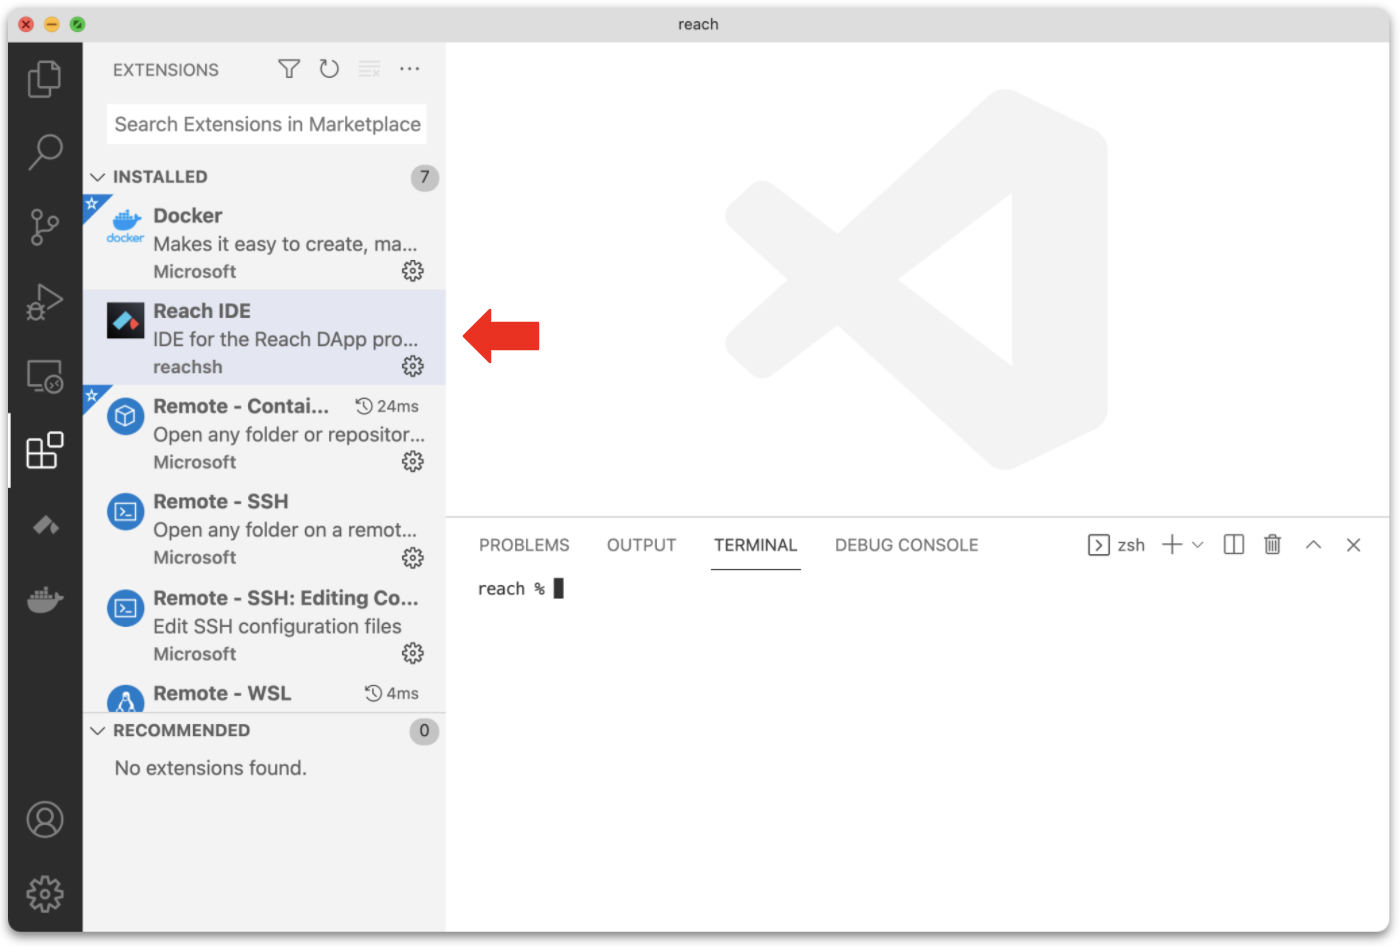 reach
EXTENSIONS
Search Extensions in Marketplace
INSTALLED 7
docker
Docker
Makes it easy to create, ma...
Microsoft
Reach IDE
IDE for the Reach DApp pro...
reachsh
Remote - Contai... 24ms
Open any folder or repositor...
Microsoft
Remote - SSH
Open any folder on a remot...
Microsoft
Remote - SSH: Editing Co...
Edit SSH configuration files
Microsoft
Remote - WSL 4ms
RECOMMENDED 0
No extensions found.
PROBLEMS OUTPUT TERMINAL DEBUG CONSOLE zsh
reach %